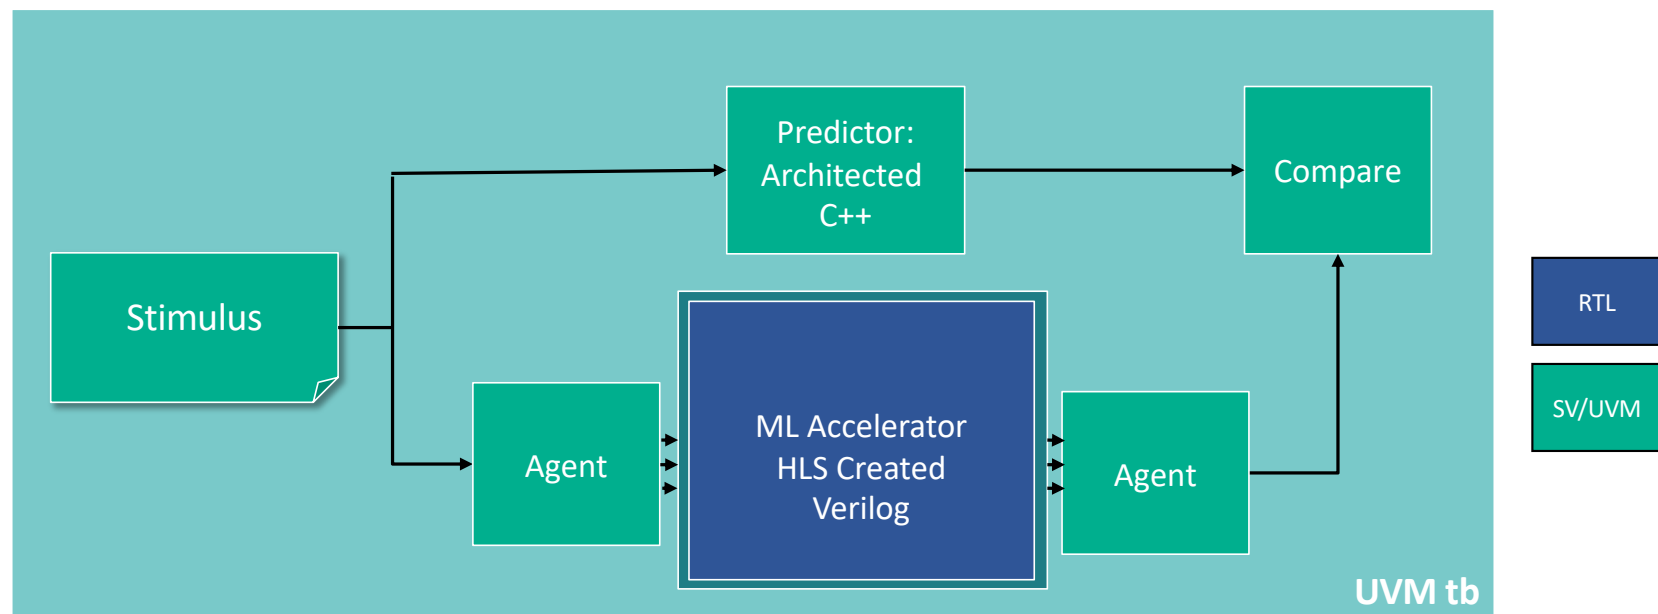 Predictor:
Architected
C++
Compare
Stimulus
RTL
ML Accelerator
HLS Created
Verilog
Agent
Agent
SV/UVM
UVM tb